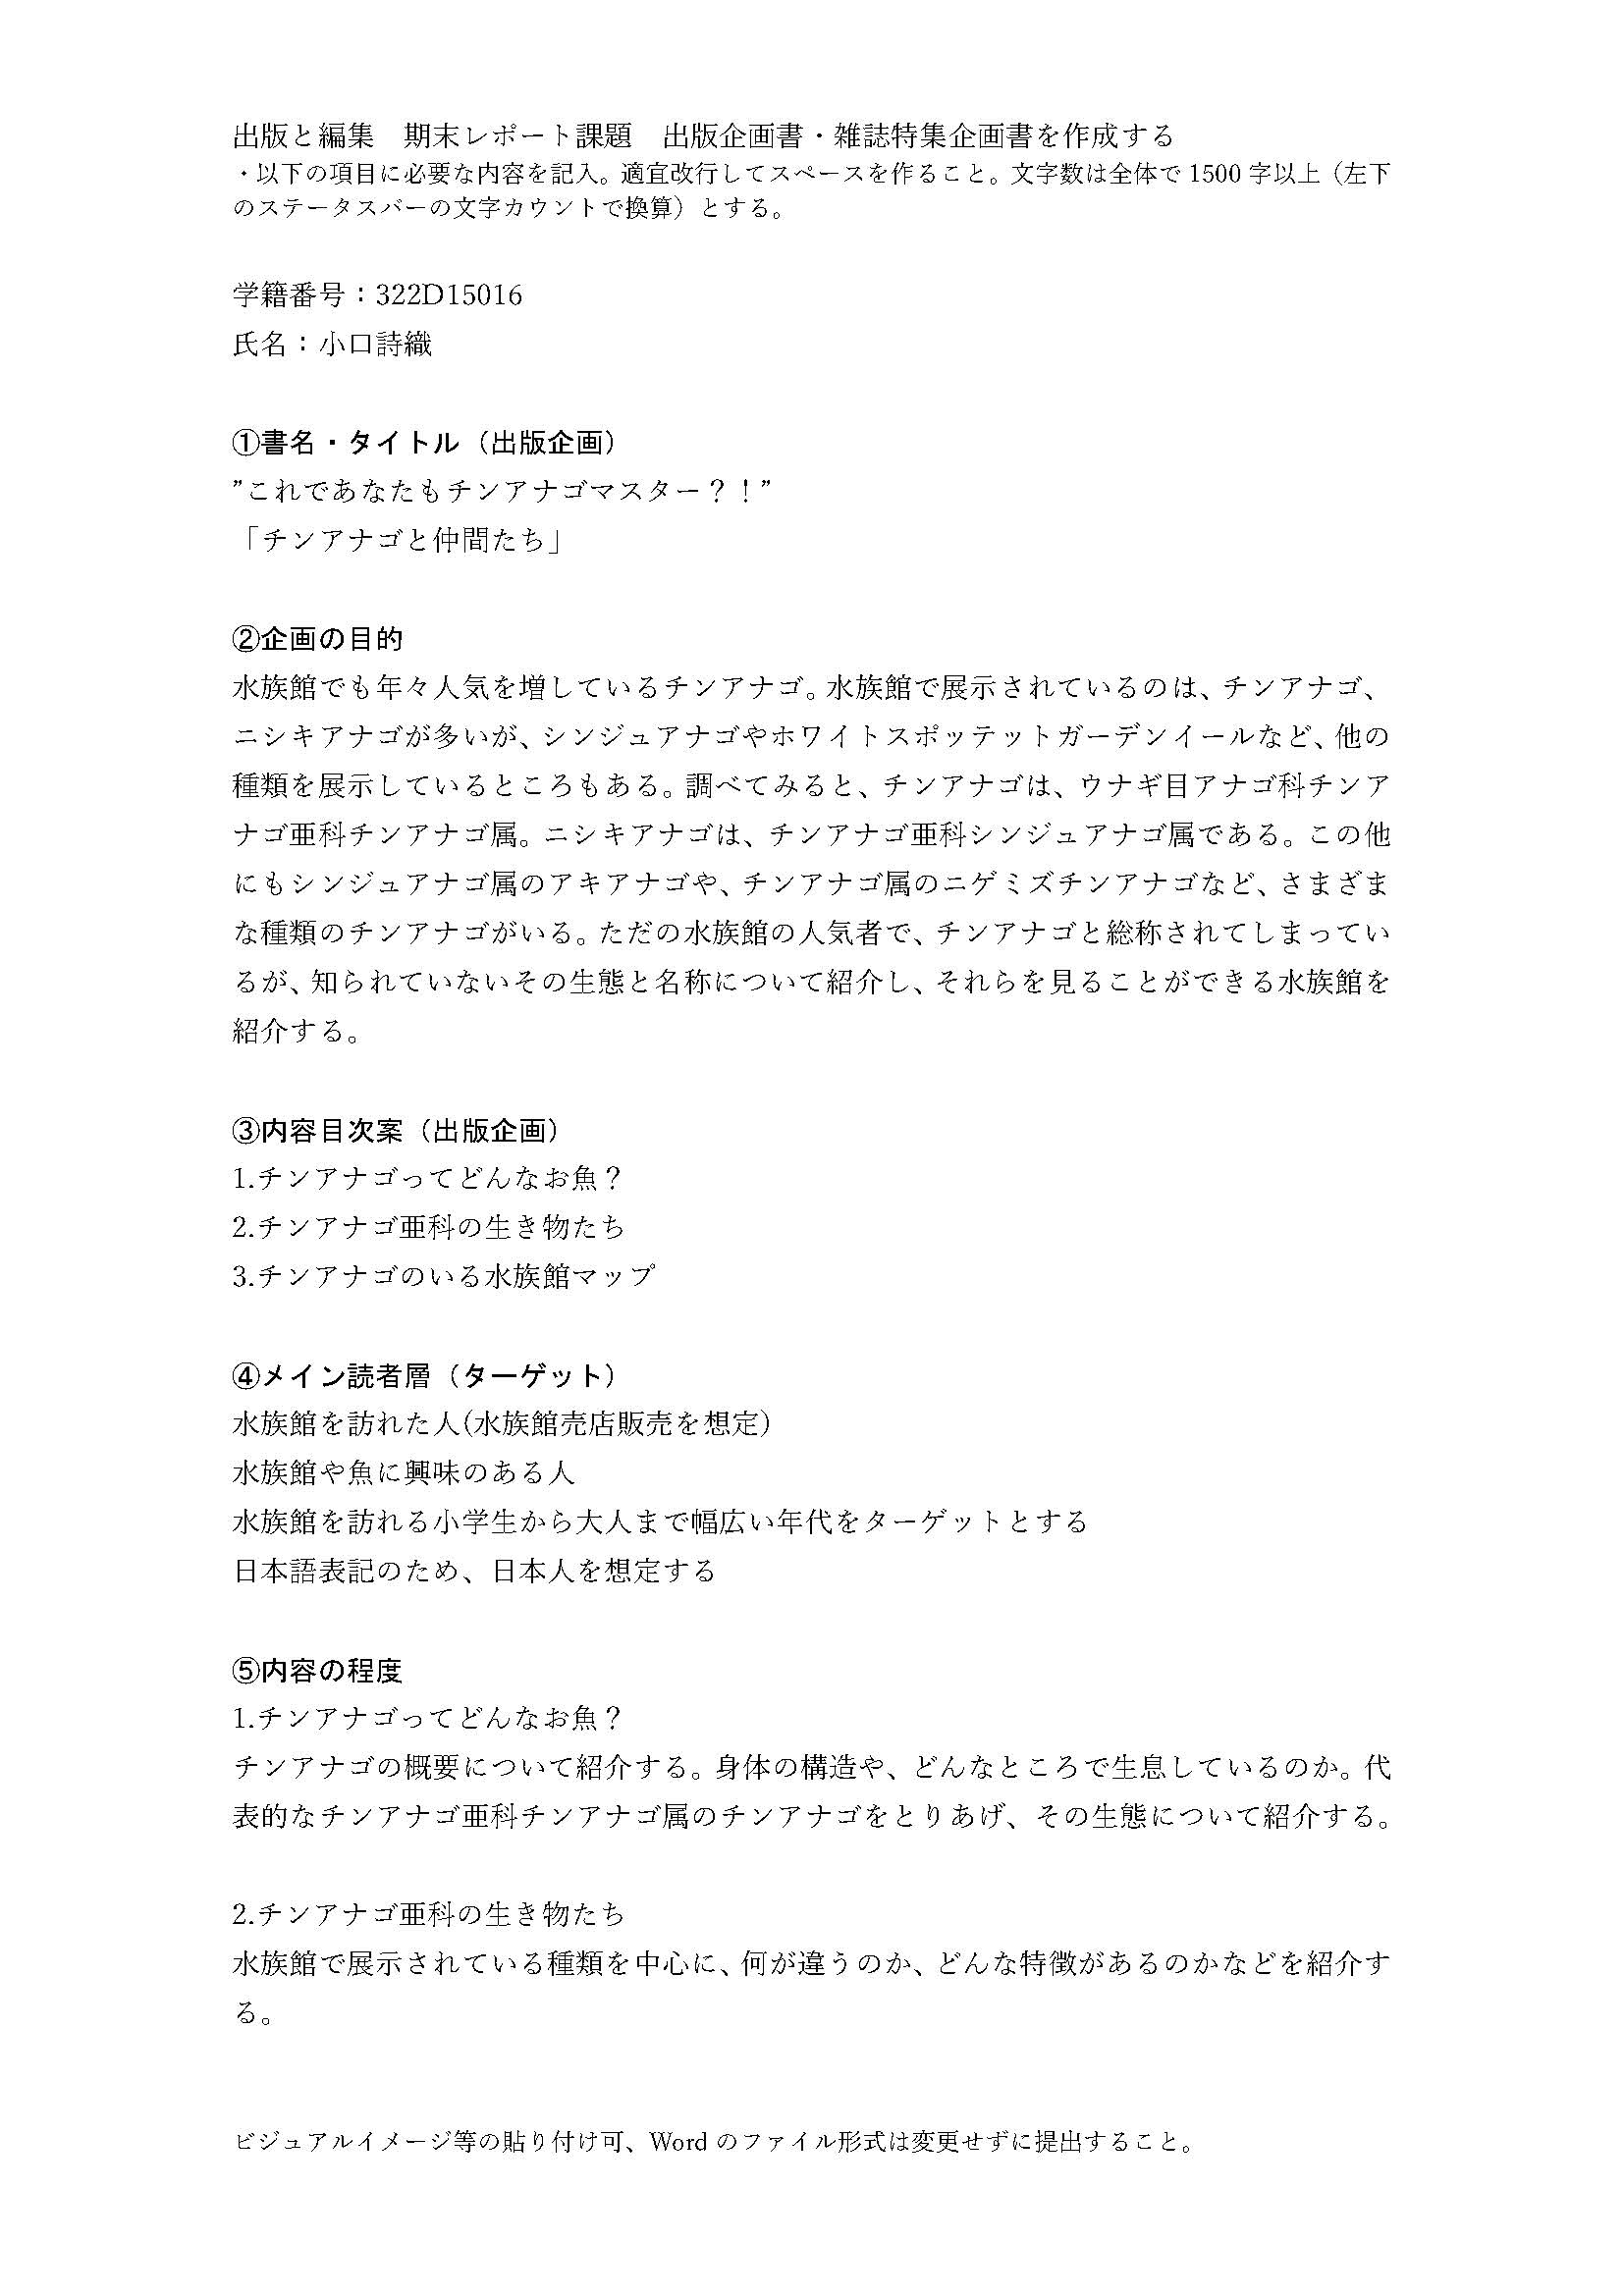 出版と編集　期末レポート課題　出版企画書・雑誌特集企画書を作成する
・以下の項目に必要な内容を記入。適宜改行してスペースを作ること。文字数は全体で 1500 字以上（左下
のステータスバーの文字カウントで換算）とする。
学籍番号：322D15016
氏名：小口詩織
①書名・タイトル（出版企画）
”これであなたもチンアナゴマスター？！”
「チンアナゴと仲間たち」
②企画の目的
水族館でも年々人気を増しているチンアナゴ。水族館で展示されているのは、チンアナゴ、
ニシキアナゴが多いが、シンジュアナゴやホワイトスポッテットガーデンイールなど、他の
種類を展示しているところもある。調べてみると、チンアナゴは、ウナギ目アナゴ科チンア
ナゴ亜科チンアナゴ属。ニシキアナゴは、チンアナゴ亜科シンジュアナゴ属である。この他
にもシンジュアナゴ属のアキアナゴや、チンアナゴ属のニゲミズチンアナゴなど、さまざま
な種類のチンアナゴがいる。ただの水族館の人気者で、チンアナゴと総称されてしまってい
るが、知られていないその生態と名称について紹介し、それらを見ることができる水族館を
紹介する。
③内容目次案（出版企画）
1.チンアナゴってどんなお魚？
2.チンアナゴ亜科の生き物たち
3.チンアナゴのいる水族館マップ
④メイン読者層（ターゲット）
水族館を訪れた人(水族館売店販売を想定)
水族館や魚に興味のある人
水族館を訪れる小学生から大人まで幅広い年代をターゲットとする
日本語表記のため、日本人を想定する
⑤内容の程度
1.チンアナゴってどんなお魚？
チンアナゴの概要について紹介する。身体の構造や、どんなところで生息しているのか。代
表的なチンアナゴ亜科チンアナゴ属のチンアナゴをとりあげ、その生態について紹介する。
2.チンアナゴ亜科の生き物たち
水族館で展示されている種類を中心に、何が違うのか、どんな特徴があるのかなどを紹介す
る。
ビジュアルイメージ等の貼り付け可、Word のファイル形式は変更せずに提出すること。